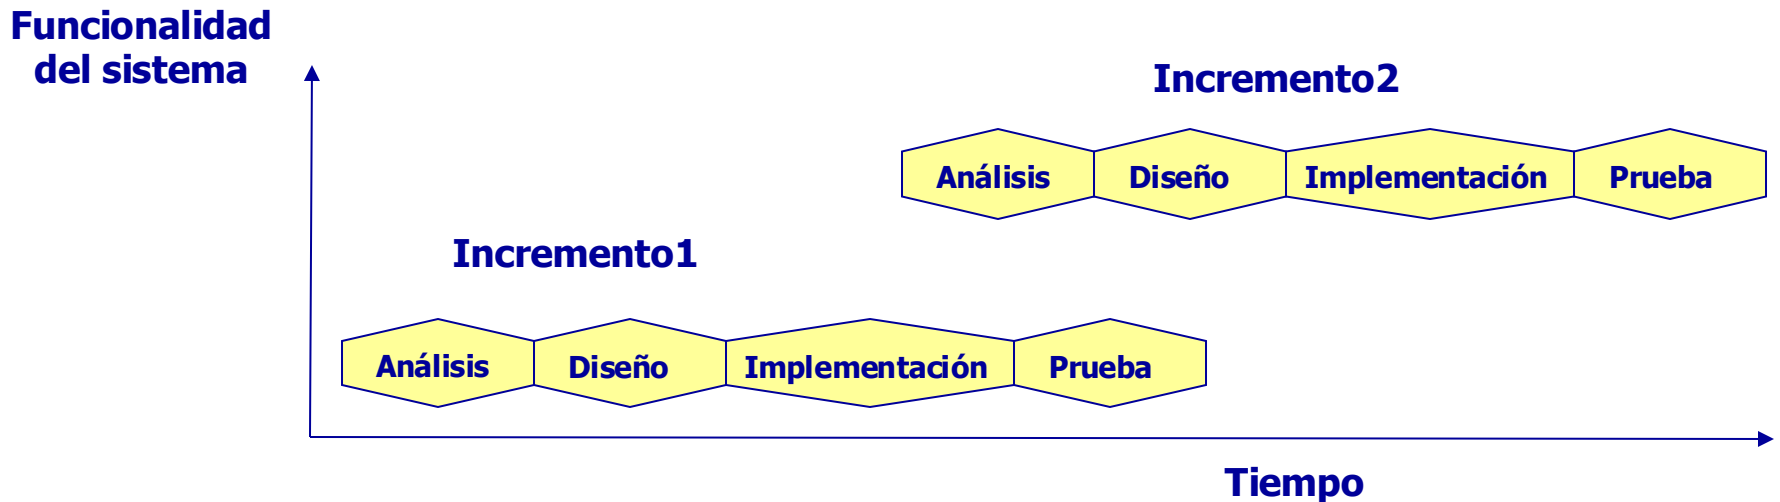 Funcionalidad
del sistema
Incremento2
Análisis Diseño Implementación Prueba
Incremento1
Análisis Diseño Implementación Prueba
Tiempo